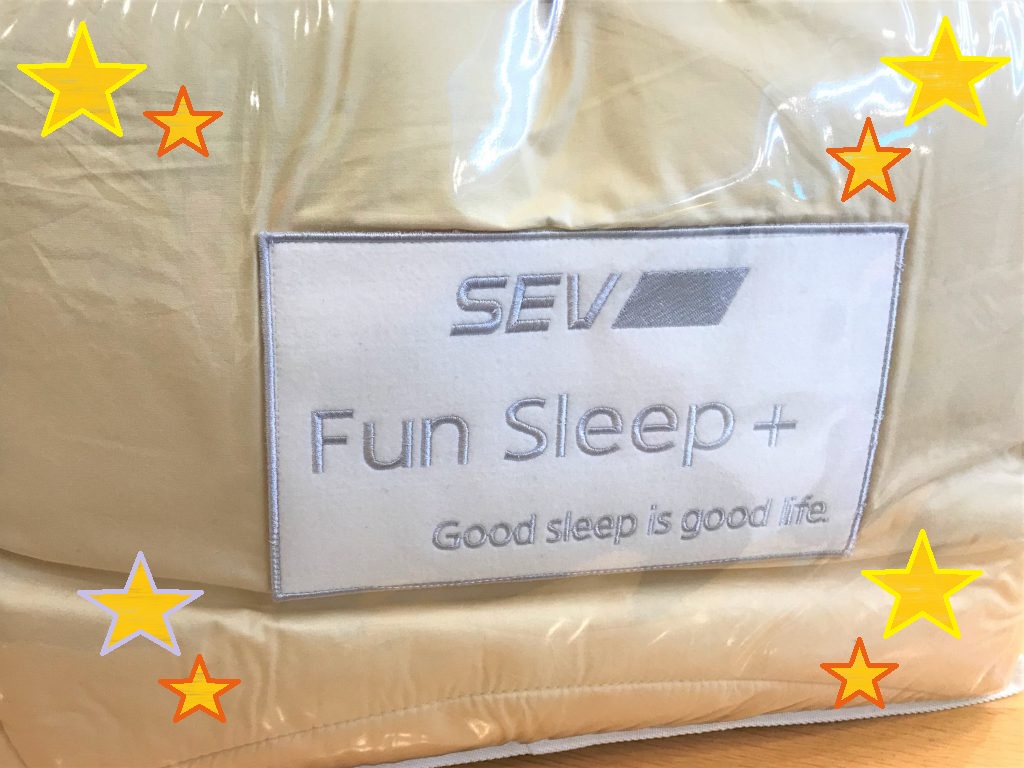 SEV
Fun Sleep+
Good sleep is good life.